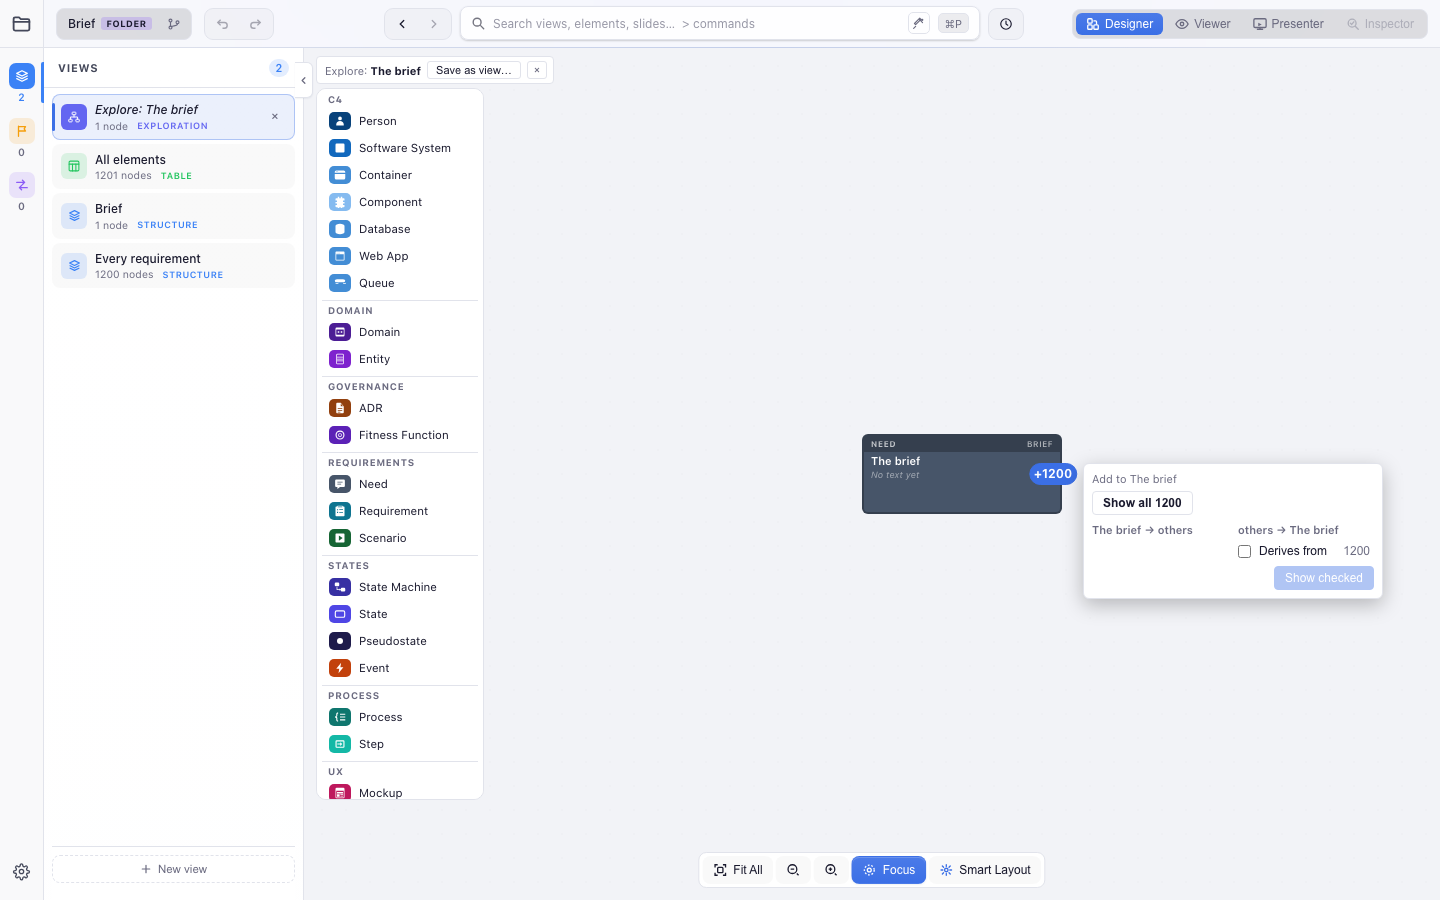 Brief FOLDER
Search views, elements, slides... > commands
⌘P
Designer
Viewer
Presenter
Inspector
2
0
0
VIEWS 2
Explore: The brief
1 node EXPLORATION
×
All elements
1201 nodes TABLE
Brief
1 node STRUCTURE
Every requirement
1200 nodes STRUCTURE
+ New view
Explore: The brief Save as view... ×
C4
Person
Software System
Container
Component
Database
Web App
Queue
DOMAIN
Domain
Entity
GOVERNANCE
ADR
Fitness Function
REQUIREMENTS
Need
Requirement
Scenario
STATES
State Machine
State
Pseudostate
Event
PROCESS
Process
Step
UX
Mockup
NEED BRIEF
The brief
No text yet
+1200
Add to The brief
Show all 1200
The brief → others
others → The brief
Derives from 1200
Show checked
Fit All
Focus
Smart Layout